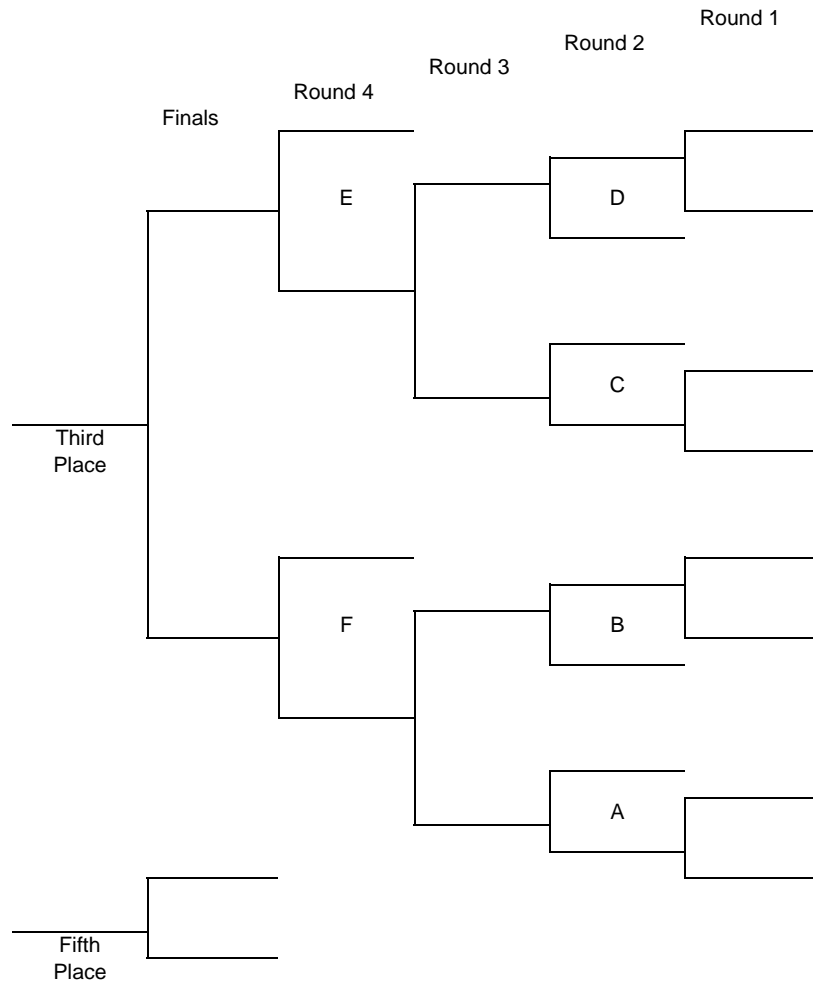 Round 1
Round 2
Round 3
Round 4
Finals
E
D
C
Third
Place
F
B
A
Fifth
Place